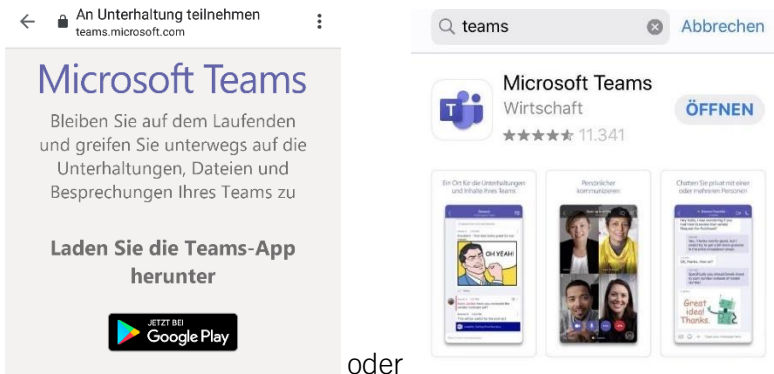 An Unterhaltung teilnehmen
teams.microsoft.com
Microsoft Teams
Bleiben Sie auf dem Laufenden
und greifen Sie unterwegs auf die
Unterhaltungen, Dateien und
Besprechungen Ihres Teams zu
Laden Sie die Teams-App
herunter
JETZT BEI
Google Play
oder
teams
Abbrechen
Microsoft Teams
Wirtschaft
11.341
ÖFFNEN
Ein Ort für die Unterhaltungen
und Inhalte Ihres Teams
OH YEAH!
Persönlicher
kommunizieren
Chatten Sie privat mit einer
oder mehreren Personen
Great
idea!
Thanks.